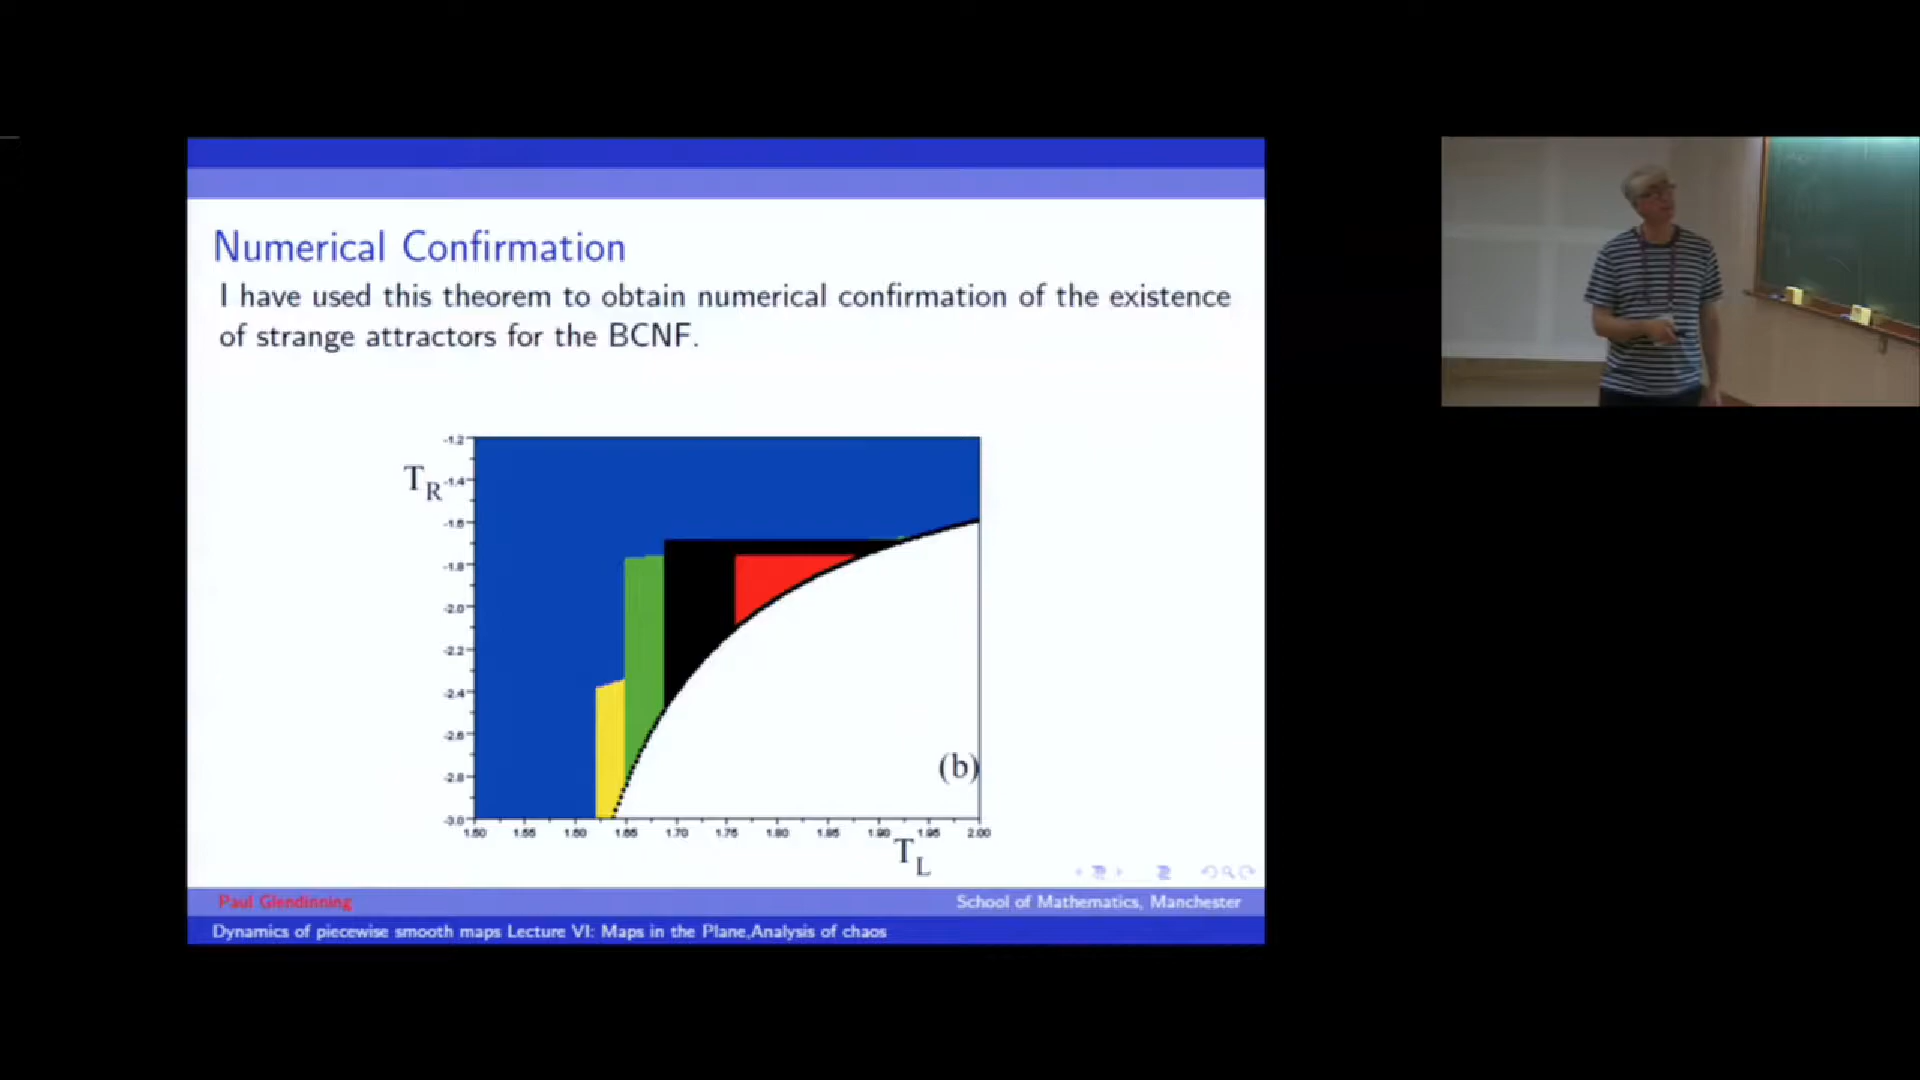 Numerical Confirmation
I have used this theorem to obtain numerical confirmation of the existence
of strange attractors for the BCNF.
-1.2
T_R
-1.4
-1.6
-1.8
-2.0
-2.2
-2.4
-2.6
-2.8
-3.0
(b)
1.50 1.55 1.65 1.70 1.75 1.80 1.85 1.90 1.95 2.00
T_L
Paul Glendinning
School of Mathematics, Manchester
Dynamics of piecewise smooth maps Lecture VI: Maps in the Plane,Analysis of chaos